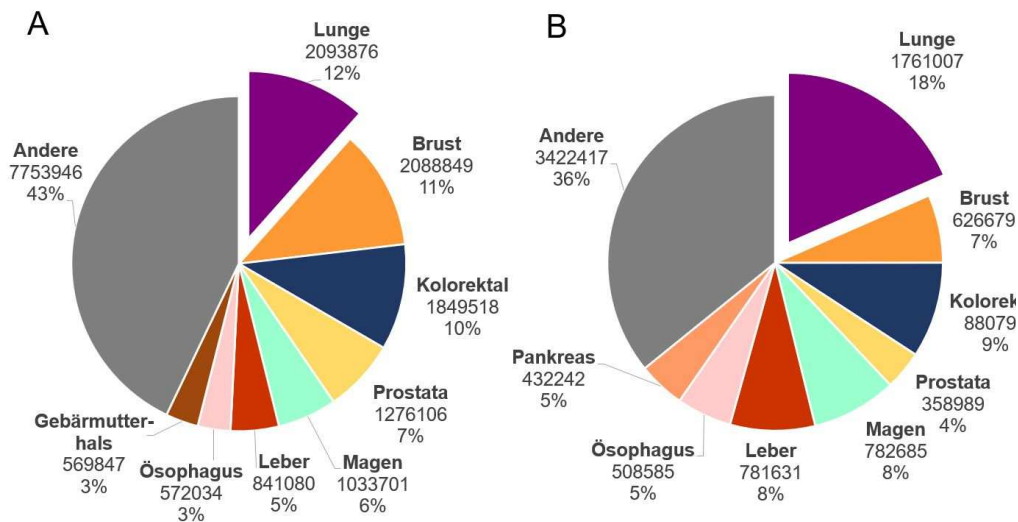 A
Lunge
2093876
12%
Brust
2088849
11%
Kolorektal
1849518
10%
Prostata
1276106
7%
Magen
1033701
6%
Leber
841080
5%
Ösophagus
572034
3%
Gebärmutter-
hals
569847
3%
Andere
7753946
43%
B
Lunge
1761007
18%
Brust
626679
7%
Kolorek
88079
9%
Prostata
358989
4%
Magen
782685
8%
Leber
781631
8%
Ösophagus
508585
5%
Pankreas
432242
5%
Andere
3422417
36%